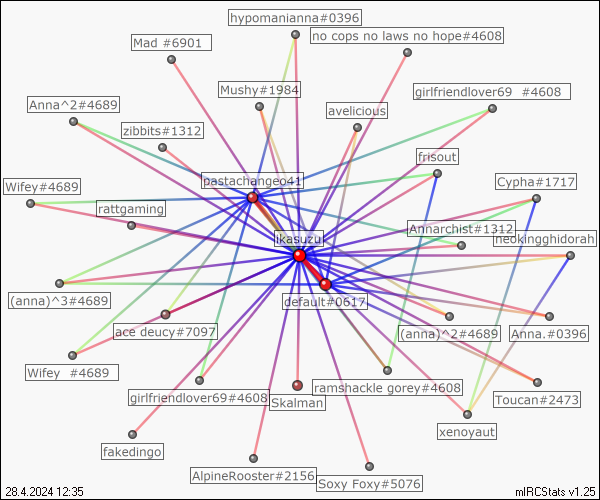 hypomanianna#0396
no cops no laws no hope#4608
Mad #6901
Mushy#1984
girlfriendlover69 #4608
Anna^2#4689
avelicious
zibbits#1312
frisout
pastachangeo41
Wifey#4689
Cypha#1717
rattgaming
Annarchist#1312
ikasuzu
neokingghidorah
(anna)^3#4689
default#0617
ace deucy#7097
(anna)^2#4689
Anna.#0396
Wifey #4689
ramshackle gorey#4608
girlfriendlover69#4608
Skalman
Toucan#2473
xenoyaut
fakedingo
AlpineRooster#2156
Soxy Foxy#5076
28.4.2024 12:35
mIRCStats v1.25